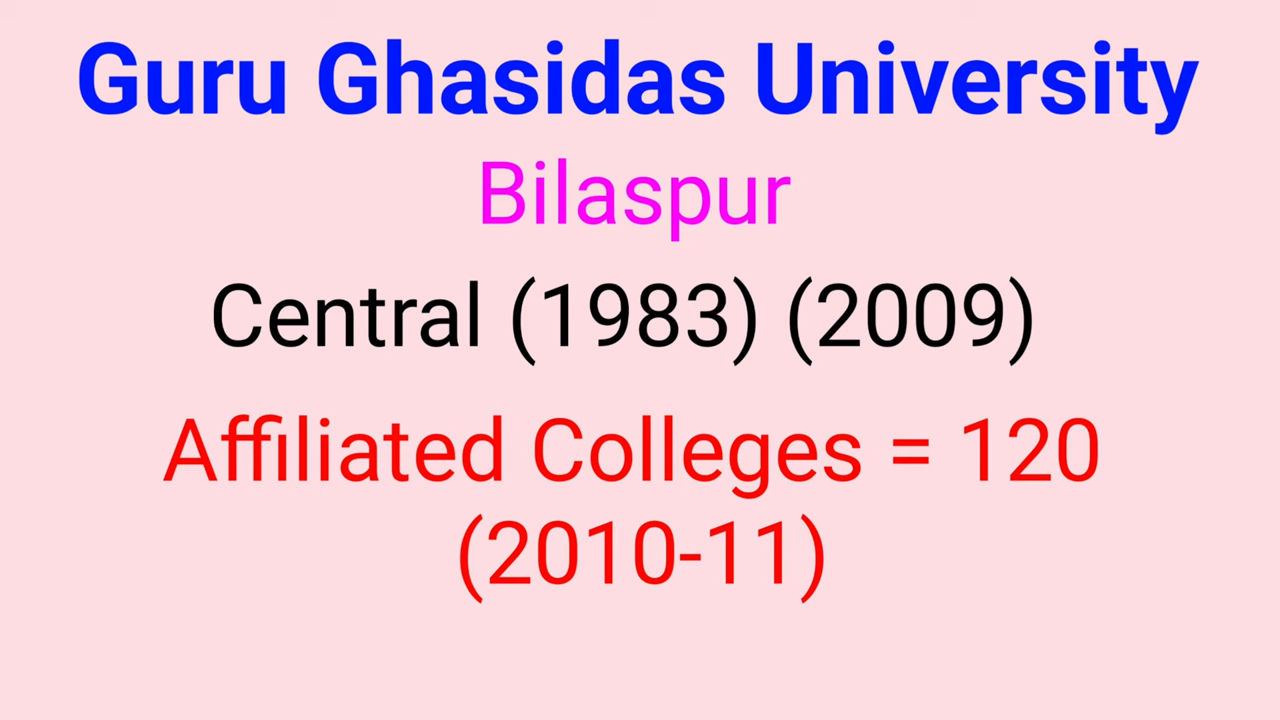 Guru Ghasidas University
Bilaspur
Central (1983) (2009)
Affiliated Colleges = 120
(2010-11)